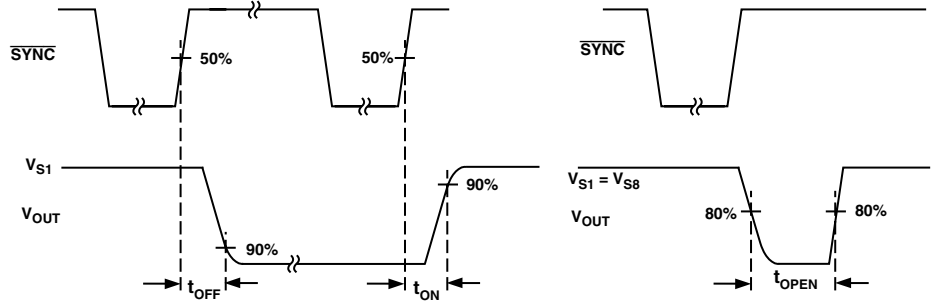 SYNC
50%
50%
VS1
VOUT
90%
90%
tOFF
tON
SYNC
VS1 = VS8
VOUT
80%
80%
tOPEN